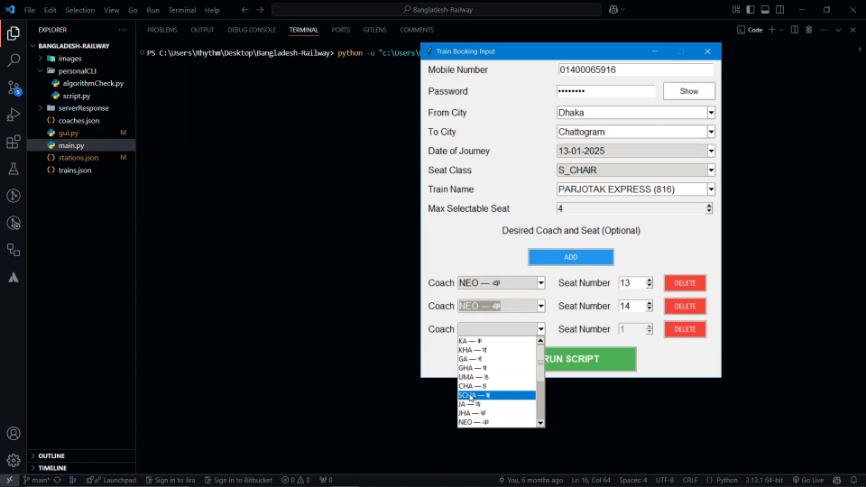 File Edit Selection View Go Run Terminal Help
Bangladesh-Railway
EXPLORER
BANGLADESH-RAILWAY
images
personalCLI
algorithmCheck.py
script.py
serverResponse
coaches.json
gui.py M
main.py
stations.json M
trains.json
OUTLINE
TIMELINE
PROBLEMS OUTPUT DEBUG CONSOLE TERMINAL PORTS GITLENS COMMENTS
Code
PS C:\Users\Rhythm\Desktop\Bangladesh-Railway> python -u "c:\Users\
Train Booking Input
Mobile Number 01400065916
Password •••••••• Show
From City Dhaka
To City Chattogram
Date of Journey 13-01-2025
Seat Class S_CHAIR
Train Name PARJOTAK EXPRESS (816)
Max Selectable Seat 4
Desired Coach and Seat (Optional)
ADD
Coach NEO — ঞ Seat Number 13 DELETE
Coach NEO — ঞ Seat Number 14 DELETE
Coach Seat Number 1 DELETE
KA — ক
KHA — খ
GA — গ
GHA — ঘ
UMA — ঙ
CHA — চ
SCHA — ছ
JA — জ
JHA — ঝ
NEO — ঞ
RUN SCRIPT
5
main* Launchpad Sign in to Jira Sign in to Bitbucket 0 0 0 You, 6 months ago Ln 16, Col 64 Spaces: 4 UTF-8 CRLF Python 3.13.1 64-bit Go Live